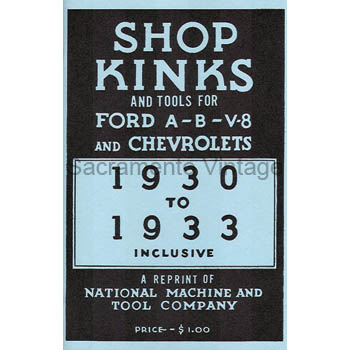 SHOP
KINKS
AND TOOLS FOR
FORD A-B-V-8
AND CHEVROLETS
Sacramento Vintage
1930
TO
1933
INCLUSIVE
A REPRINT OF
NATIONAL MACHINE AND
TOOL COMPANY
PRICE--$1.00